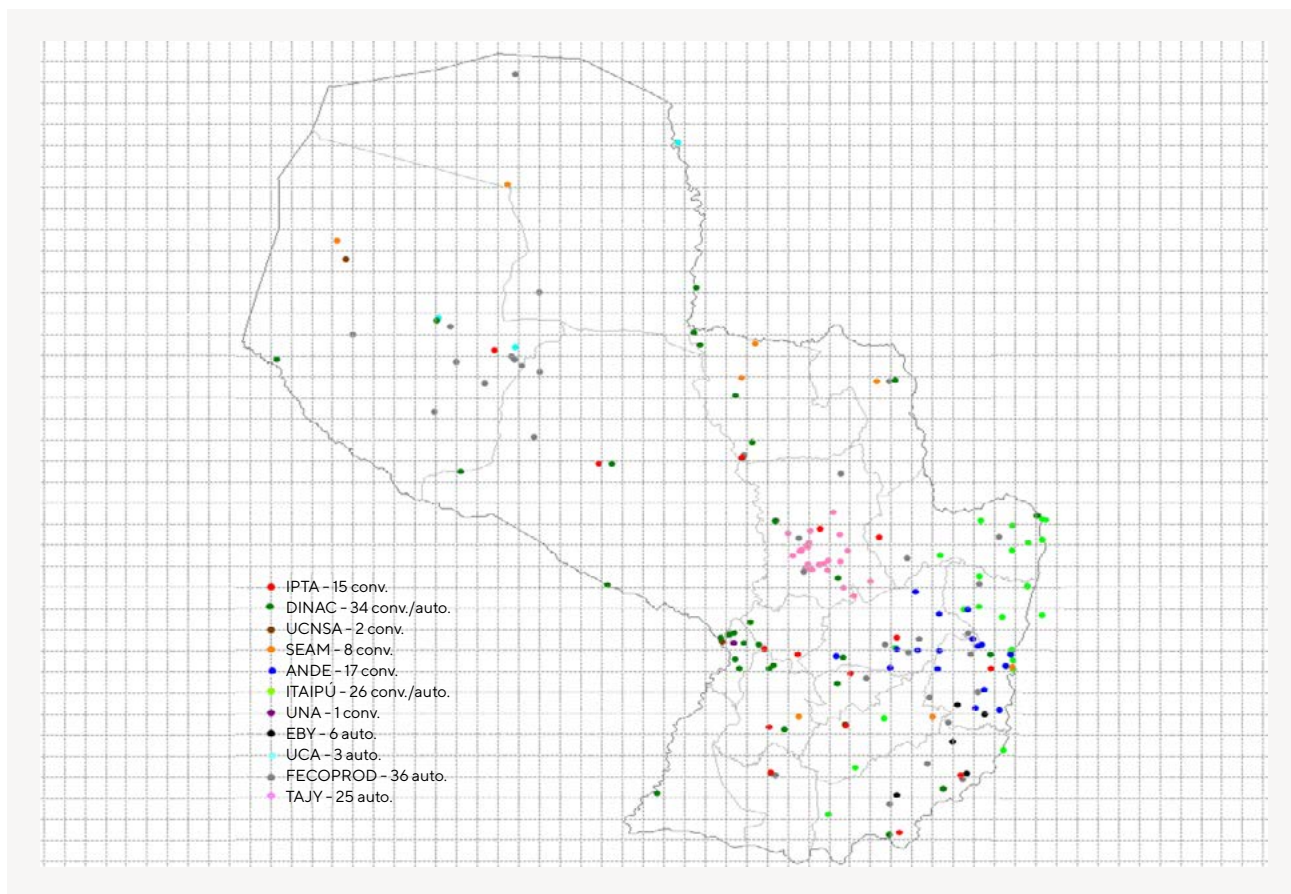 IPTA – 15 conv.
DINAC – 34 conv./auto.
UCNSA – 2 conv.
SEAM – 8 conv.
ANDE – 17 conv.
ITAIPÚ – 26 conv./auto.
UNA – 1 conv.
EBY – 6 auto.
UCA – 3 auto.
FECOPROD – 36 auto.
TAJY – 25 auto.